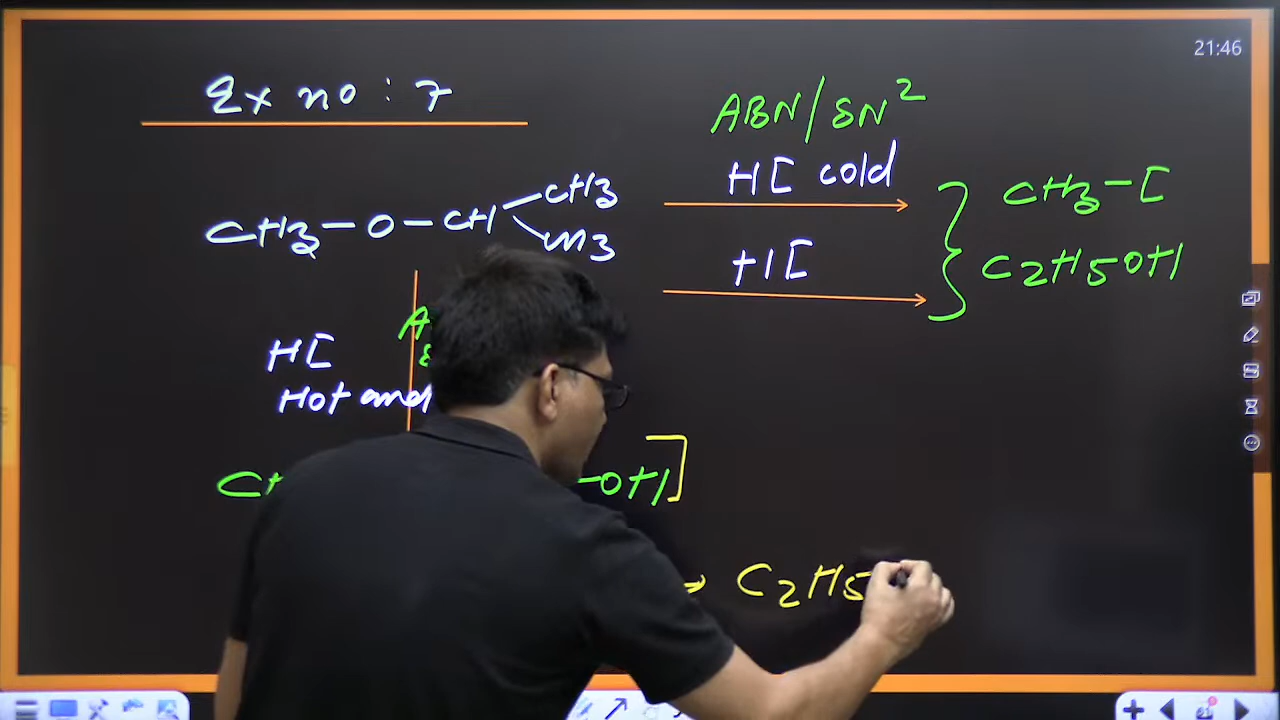 21:46
Ex no : 7
ABN/SN²
HI cold
CH3-O-CH
CH3
CH3
+HI
CH3-I
C2H5OH
HI
Hot and
-OH]
→ C2H5